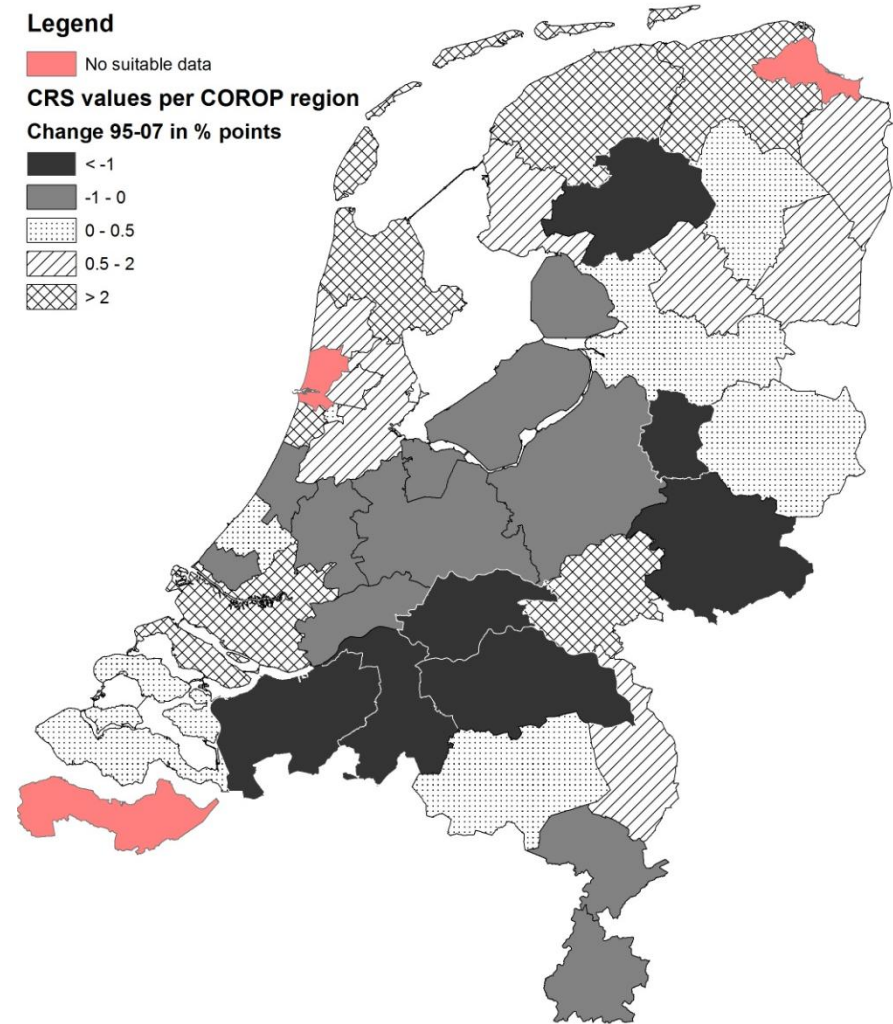 Legend
No suitable data
CRS values per COROP region
Change 95-07 in % points
< -1
-1 - 0
0 - 0.5
0.5 - 2
> 2